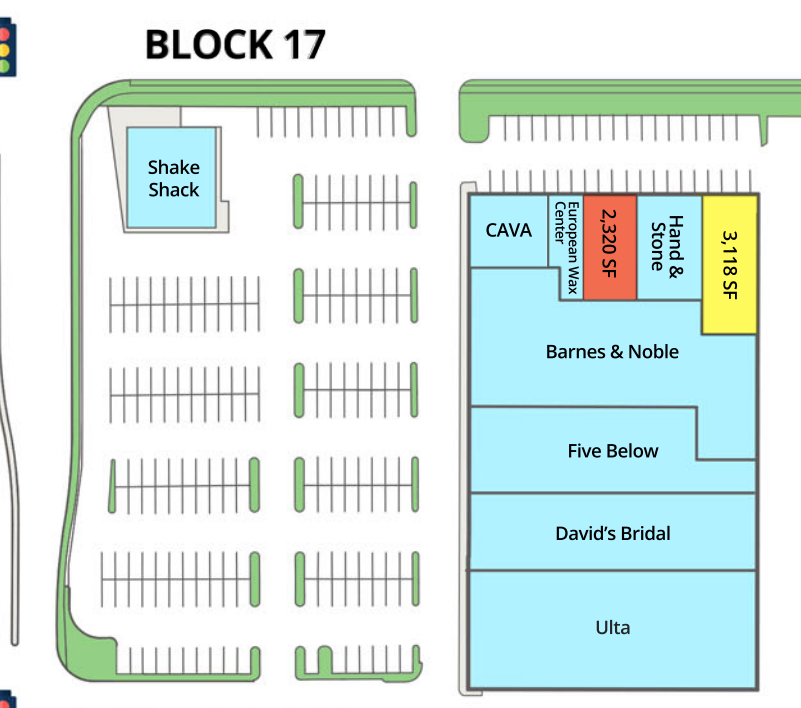 BLOCK 17
Shake
Shack
CAVA
European Wax
Center
2,320 SF
Hand &
Stone
3,118 SF
Barnes & Noble
Five Below
David's Bridal
Ulta